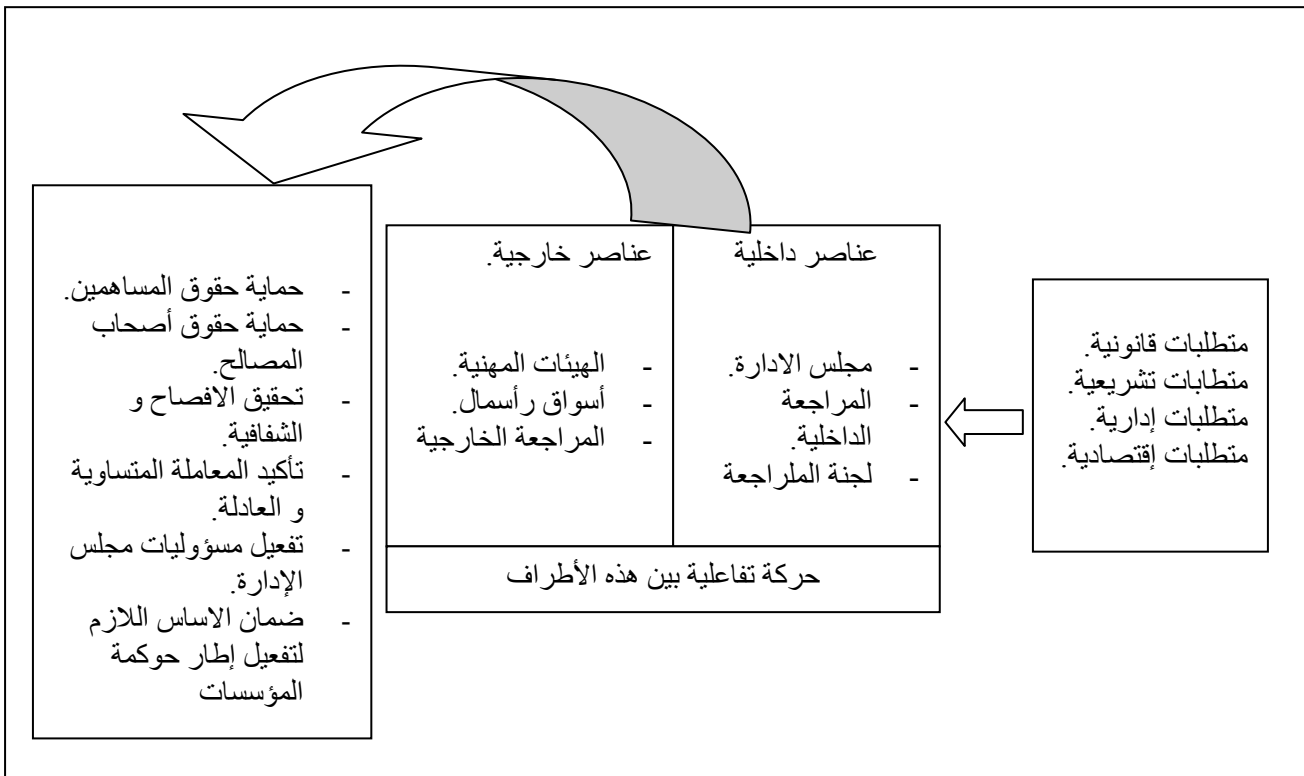 متطلبات قانونية.
متطابات تشريعية.
متطلبات إدارية.
متطلبات إقتصادية.
عناصر داخلية
- مجلس الادارة.
- المراجعة
الداخلية.
- لجنة الملراجعة
عناصر خارجية.
- الهيئات المهنية.
- أسواق رأسمال.
- المراجعة الخارجية
حركة تفاعلية بين هذه الأطراف
- حماية حقوق المساهمين.
- حماية حقوق أصحاب
المصالح.
- تحقيق الافصاح و
الشفافية.
- تأكيد المعاملة المتساوية
و العادلة.
- تفعيل مسؤوليات مجلس
الإدارة.
- ضمان الاساس اللازم
لتفعيل إطار حوكمة
المؤسسات